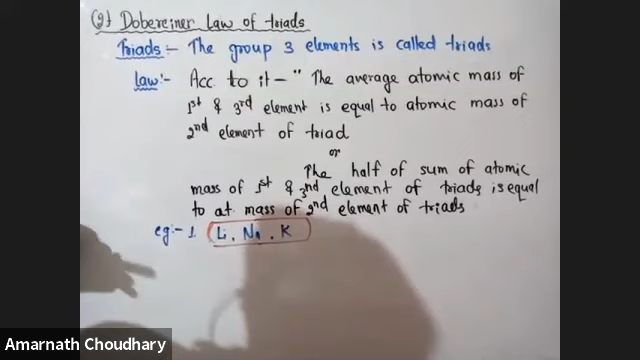 (2) Dobereiner Law of triads
Triads:- The group 3 elements is called triads
Law:- Acc. to it - " The average atomic mass of
1st & 3rd element is equal to atomic mass of
2nd element of triad
or
The half of sum of atomic
mass of 1st & 3nd element of triads is equal
to at mass of 2nd element of triads
eg:- 1. Li, Na, K
Amarnath Choudhary